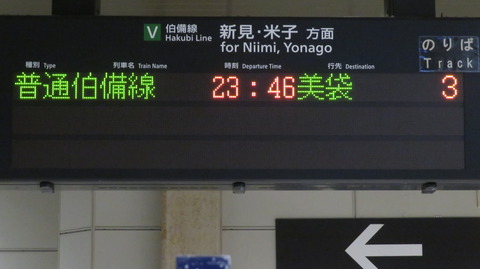 V 伯備線 Hakubi Line 新見・米子 方面 for Niimi, Yonago
のりば Track
種別 Type 列車名 Train Name 時刻 Departure Time 行先 Destination
普通 伯備線 23:46 美袋 3